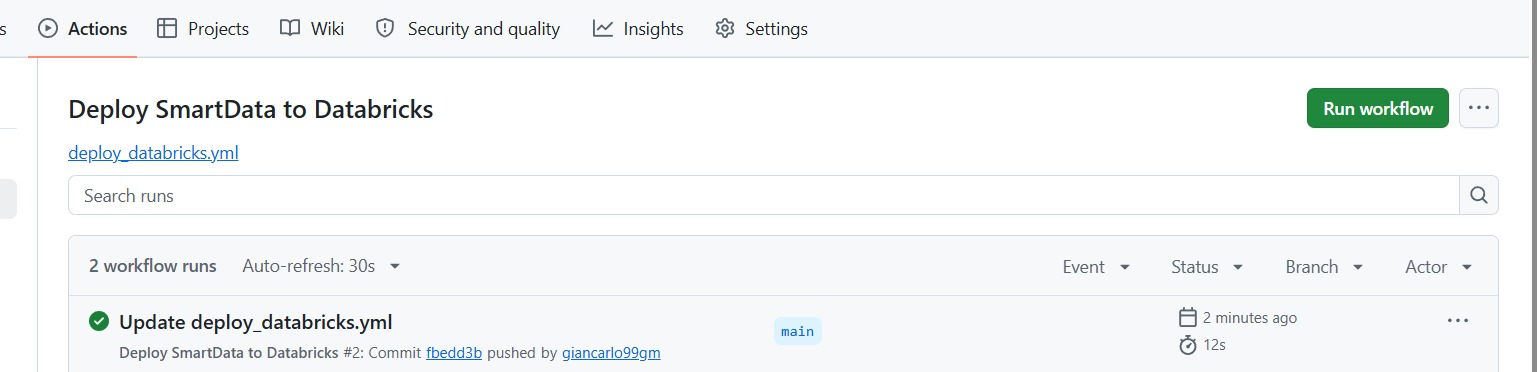 s Actions Projects Wiki Security and quality Insights Settings
Deploy SmartData to Databricks
Run workflow ...
deploy_databricks.yml
Search runs
2 workflow runs Auto-refresh: 30s Event Status Branch Actor
Update deploy_databricks.yml main 2 minutes ago ...
Deploy SmartData to Databricks #2: Commit fbedd3b pushed by giancarlo99gm 12s